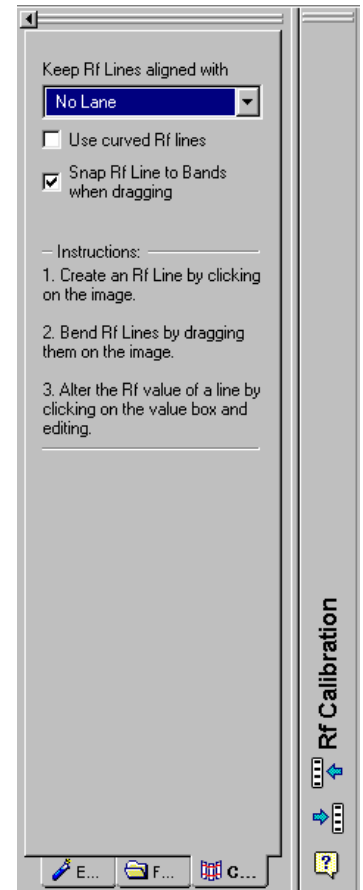 Keep Rf Lines aligned with
No Lane
Use curved Rf lines
Snap Rf Line to Bands
when dragging
Instructions:
1. Create an Rf Line by clicking
on the image.
2. Bend Rf Lines by dragging
them on the image.
3. Alter the Rf value of a line by
clicking on the value box and
editing.
E...
F...
C...
Rf Calibration
?